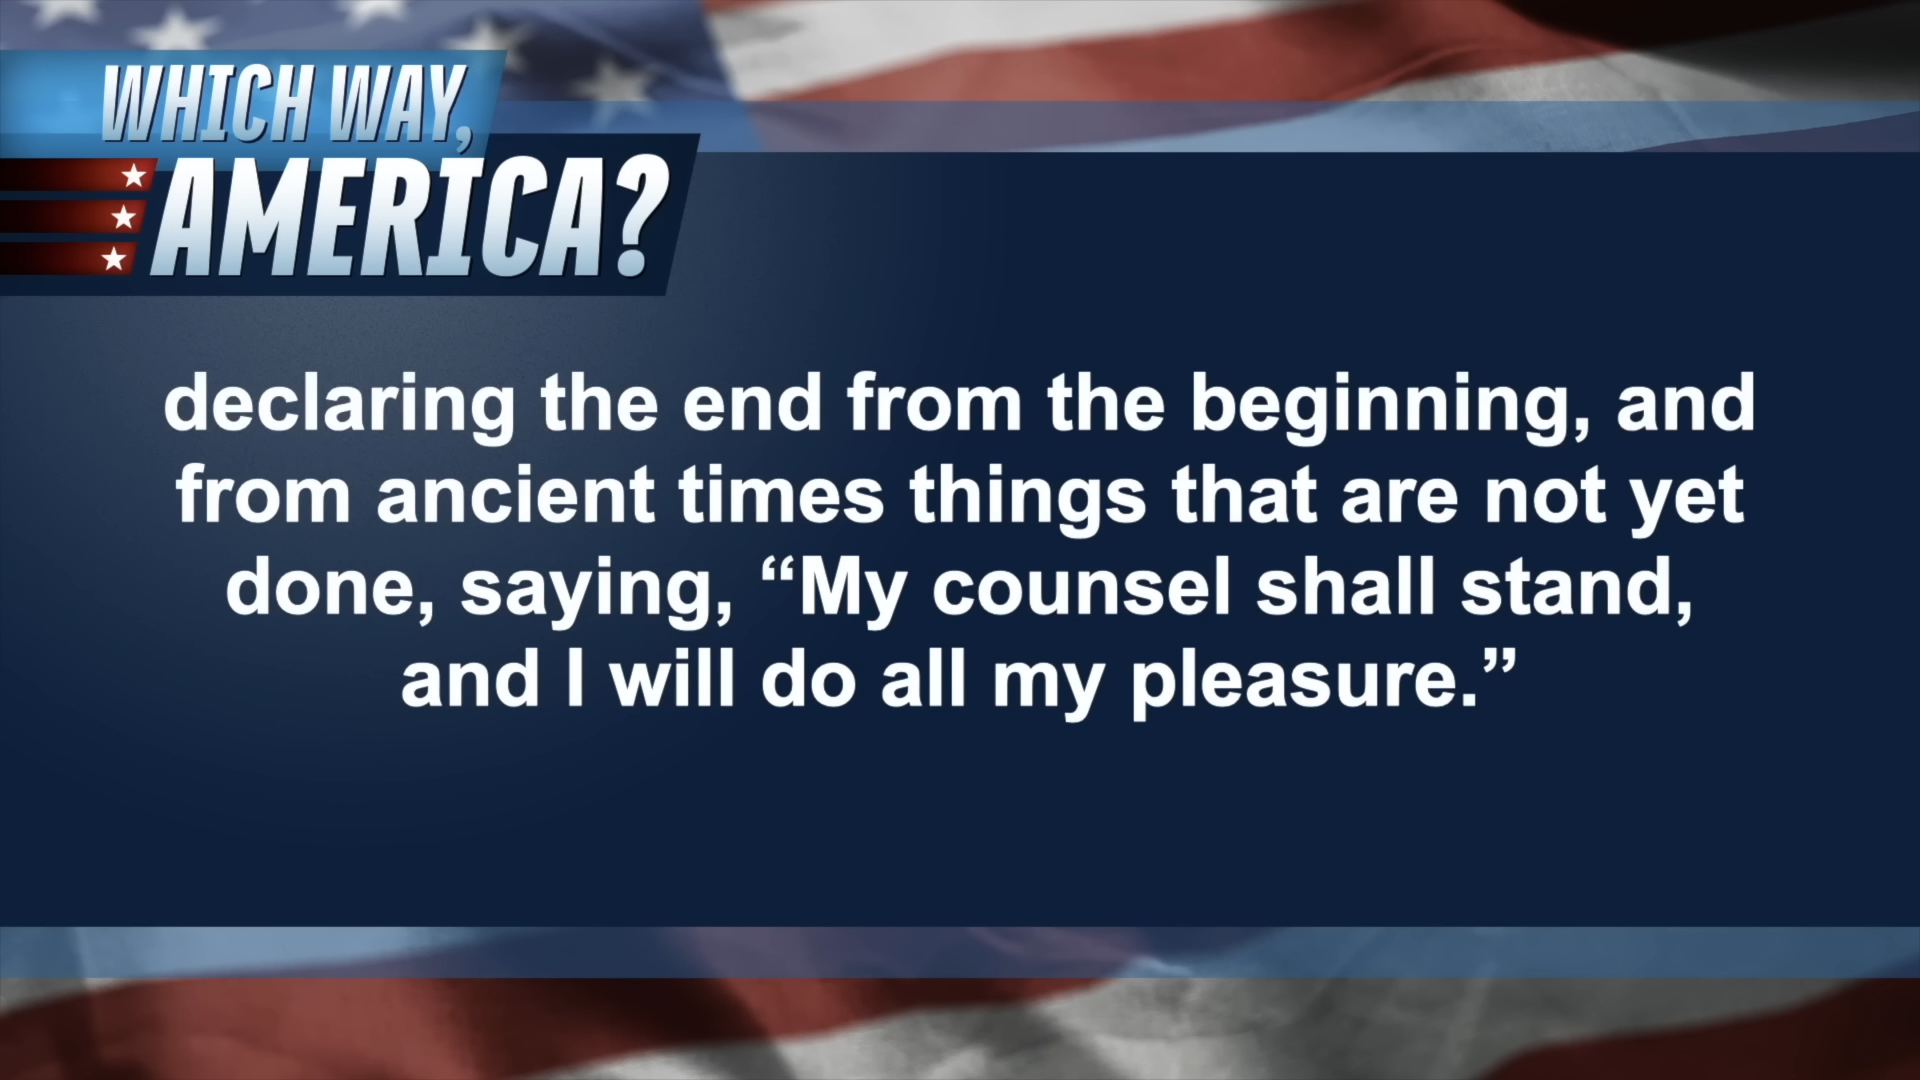 WHICH WAY,
AMERICA?
declaring the end from the beginning, and
from ancient times things that are not yet
done, saying, “My counsel shall stand,
and I will do all my pleasure.”